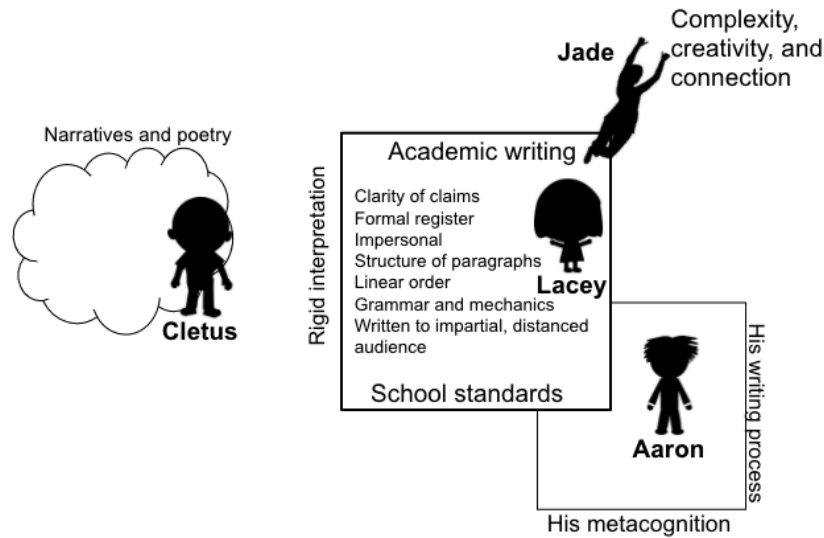 Complexity,
creativity, and
connection
Jade
Narratives and poetry
Cletus
Rigid interpretation
Academic writing
Clarity of claims
Formal register
Impersonal
Structure of paragraphs
Linear order
Grammar and mechanics
Written to impartial, distanced
audience
School standards
Lacey
Aaron
His writing process
His metacognition